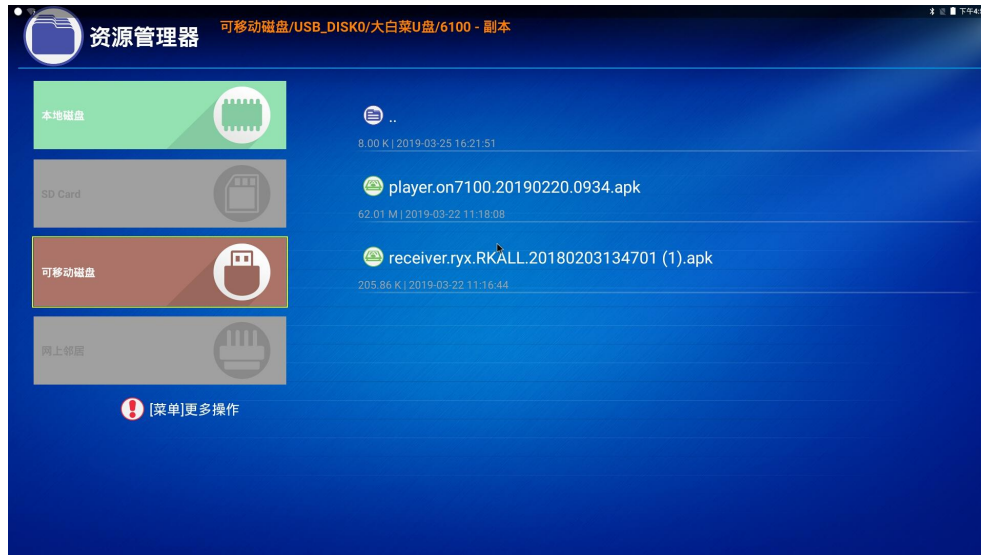 资源管理器
可移动磁盘/USB_DISK0/大白菜U盘/6100 - 副本
下午4:
本地磁盘
SD Card
可移动磁盘
网上邻居
[菜单]更多操作
..
8.00 K | 2019-03-25 16:21:51
player.on7100.20190220.0934.apk
62.01 M | 2019-03-22 11:18:08
receiver.ryx.RKALL.20180203134701 (1).apk
205.86 K | 2019-03-22 11:16:44